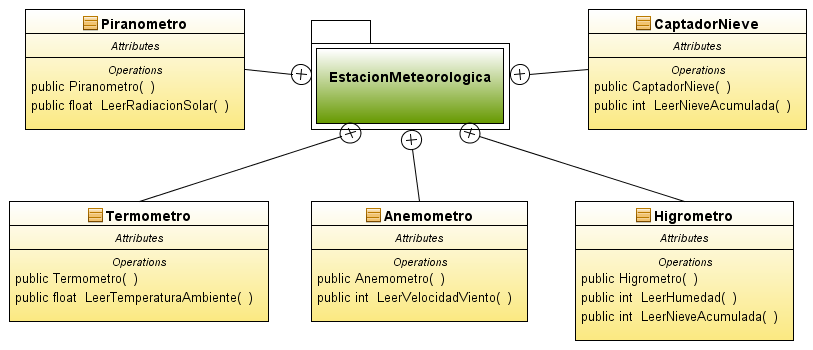 Piranometro
Attributes
Operations
public Piranometro( )
public float LeerRadiacionSolar( )
EstacionMeteorologica
CaptadorNieve
Attributes
Operations
public CaptadorNieve( )
public int LeerNieveAcumulada( )
Termometro
Attributes
Operations
public Termometro( )
public float LeerTemperaturaAmbiente( )
Anemometro
Attributes
Operations
public Anemometro( )
public int LeerVelocidadViento( )
Higrometro
Attributes
Operations
public Higrometro( )
public int LeerHumedad( )
public int LeerNieveAcumulada( )